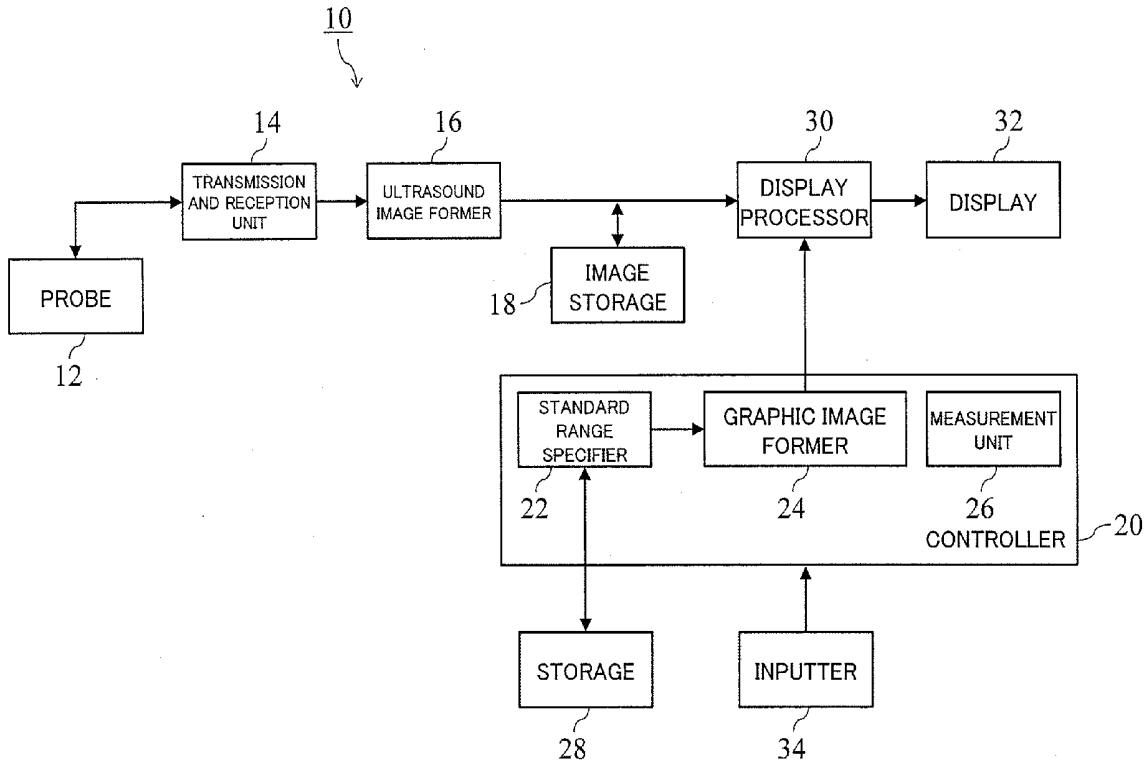 10
14
16
30
32
TRANSMISSION
AND RECEPTION
UNIT
ULTRASOUND
IMAGE FORMER
DISPLAY
PROCESSOR
DISPLAY
PROBE
12
18
IMAGE
STORAGE
STANDARD
RANGE
SPECIFIER
22
GRAPHIC IMAGE
FORMER
24
MEASUREMENT
UNIT
26
CONTROLLER
20
STORAGE
28
INPUTTER
34